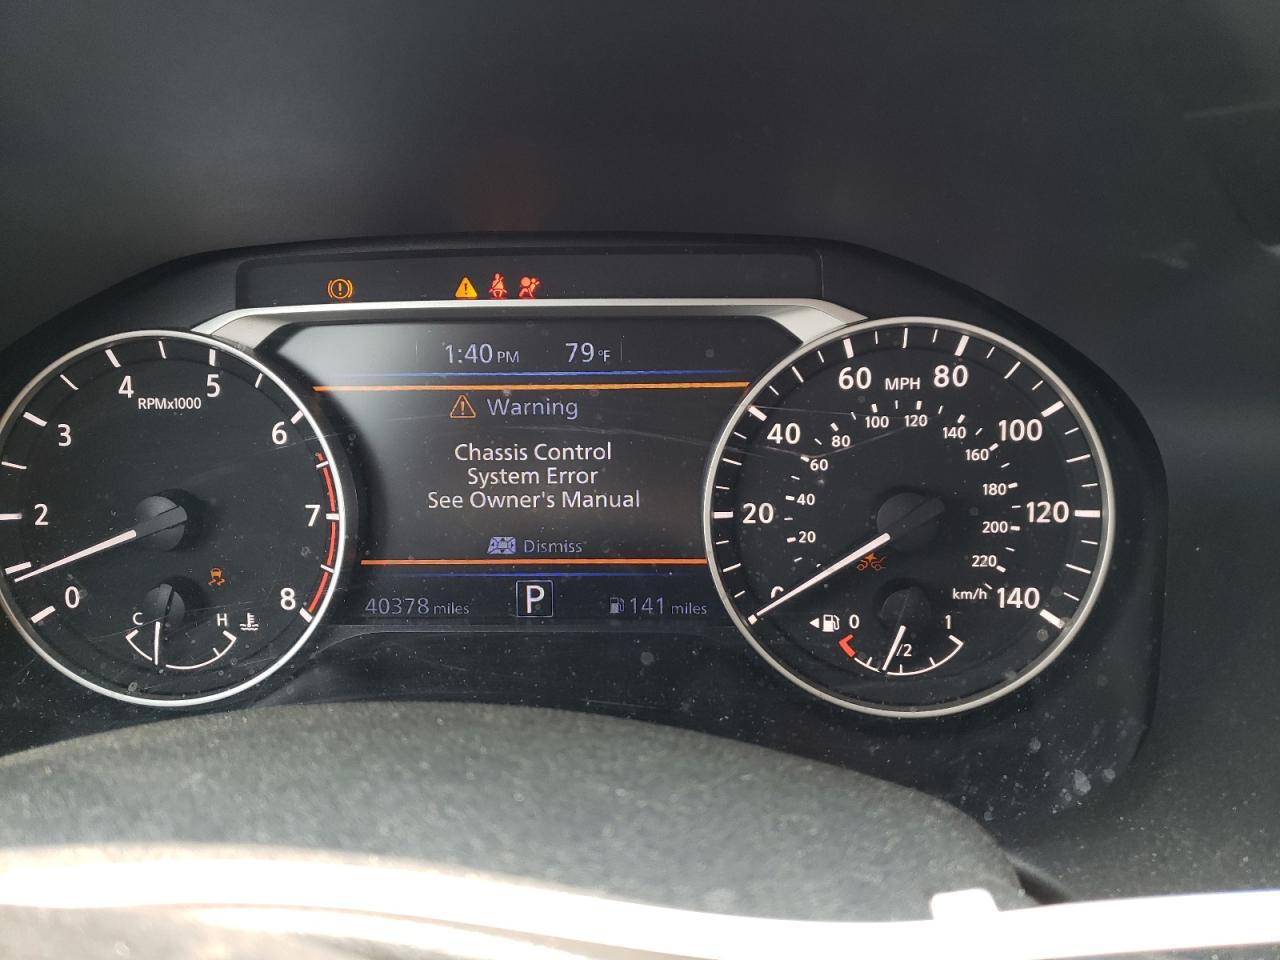 1:40 PM 79°F
Warning
Chassis Control
System Error
See Owner's Manual
Dismiss
40378 miles P 141 miles
0 2 3 4 5 6 7 8
RPMx1000
C H
0 20 40 60 80 100 120 140
MPH
20 40 60 80 100 120 140 160 180 200 220
km/h
0 1/2 1